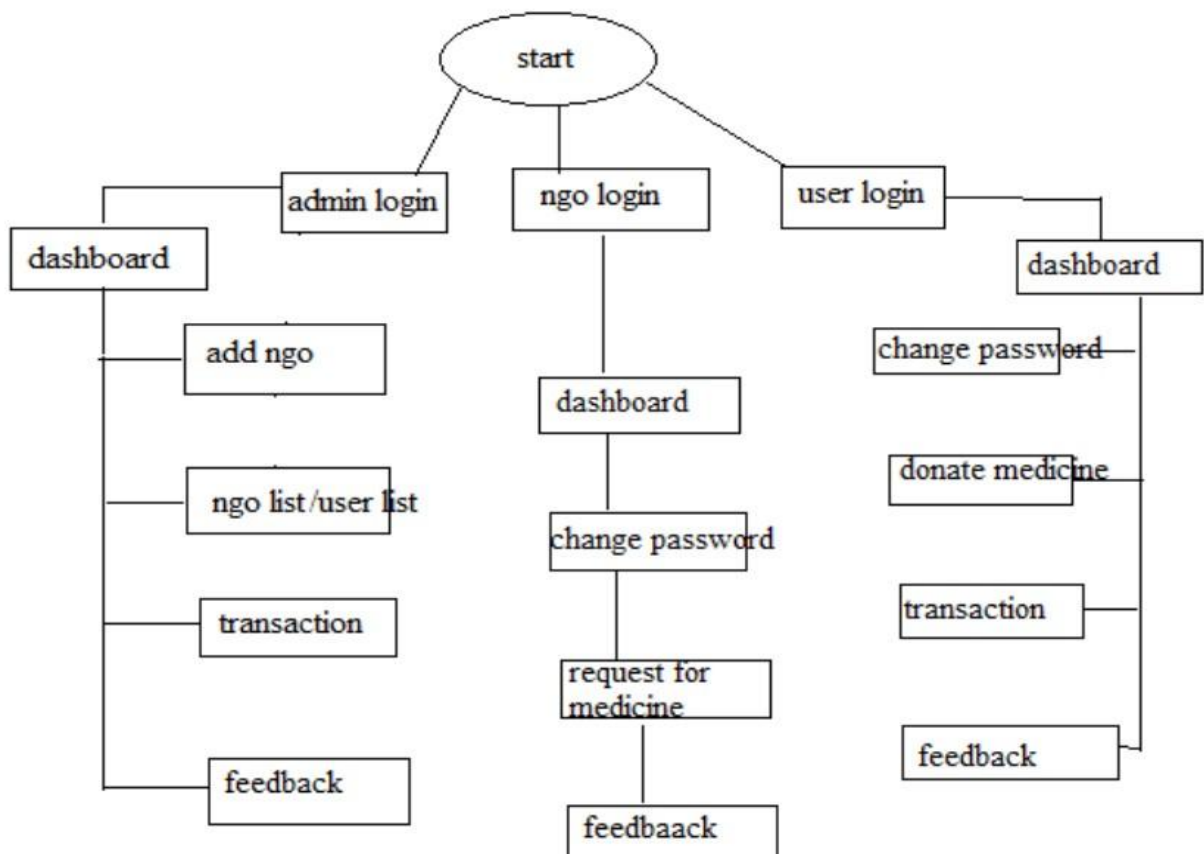 start
admin login
ngo login
user login
dashboard
dashboard
add ngo
change password
dashboard
ngo list/user list
donate medicine
change password
transaction
transaction
request for
medicine
feedback
feedback
feedbaack